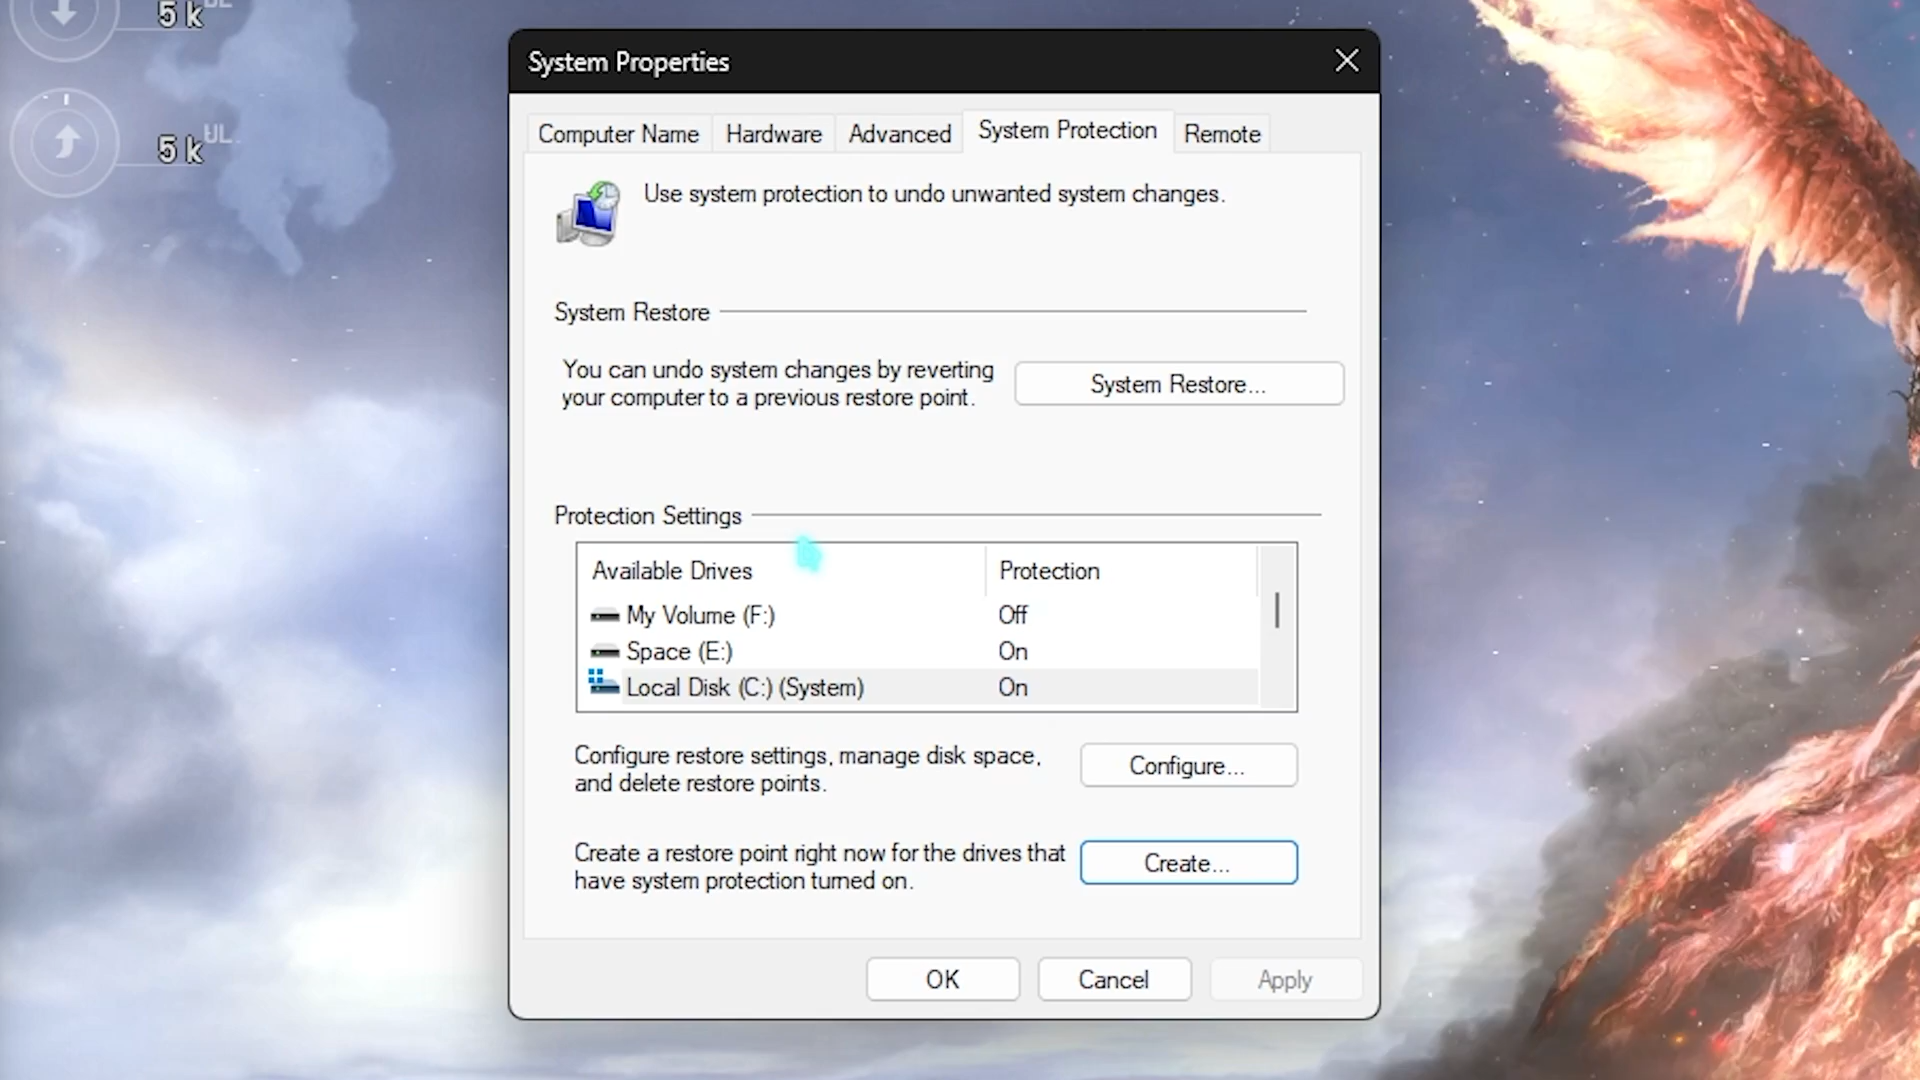 5 k DL
5 k UL
System Properties
Computer Name
Hardware
Advanced
System Protection
Remote
Use system protection to undo unwanted system changes.
System Restore
You can undo system changes by reverting
your computer to a previous restore point.
System Restore...
Protection Settings
Available Drives Protection
My Volume (F:) Off
Space (E:) On
Local Disk (C:) (System) On
Configure restore settings, manage disk space,
and delete restore points.
Configure...
Create a restore point right now for the drives that
have system protection turned on.
Create...
OK
Cancel
Apply